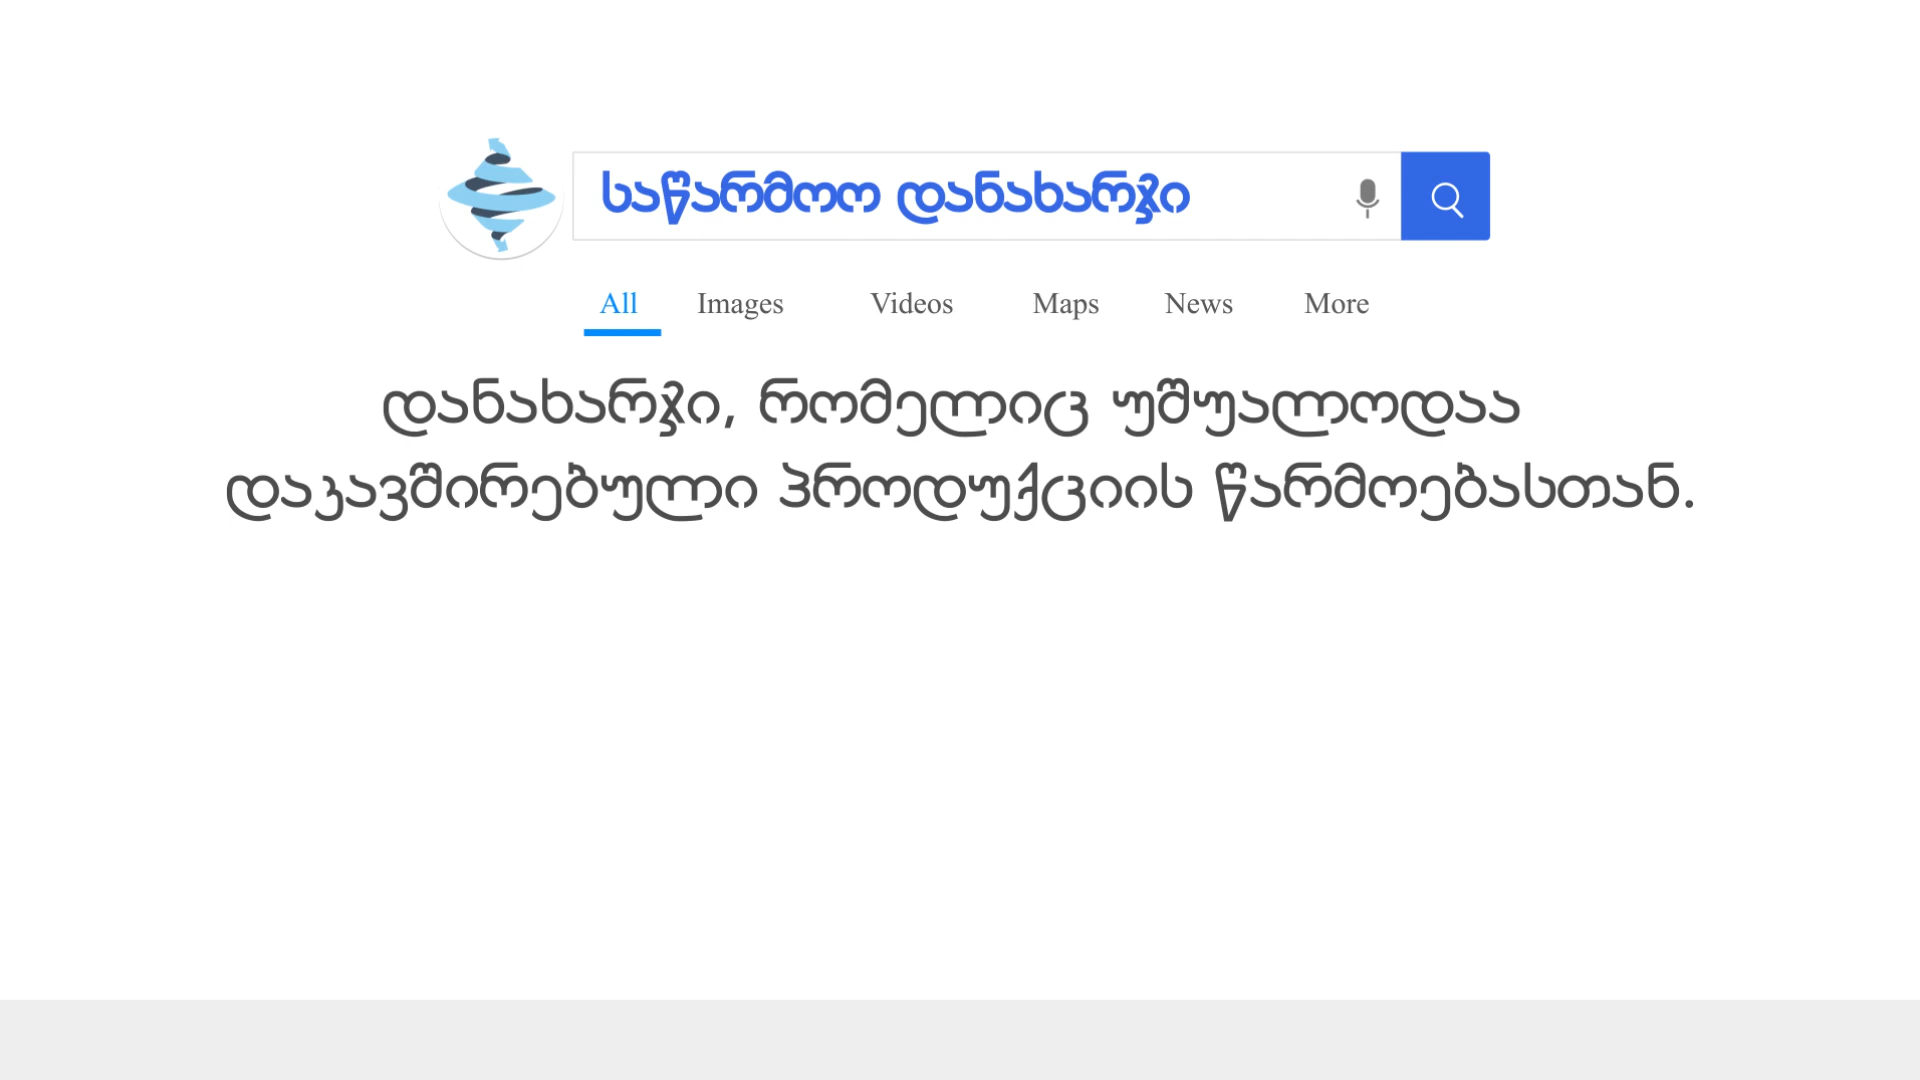 საწარმოო დანახარჯი
All Images Videos Maps News More
დანახარჯი, რომელიც უშუალოდაა
დაკავშირებული პროდუქციის წარმოებასთან.